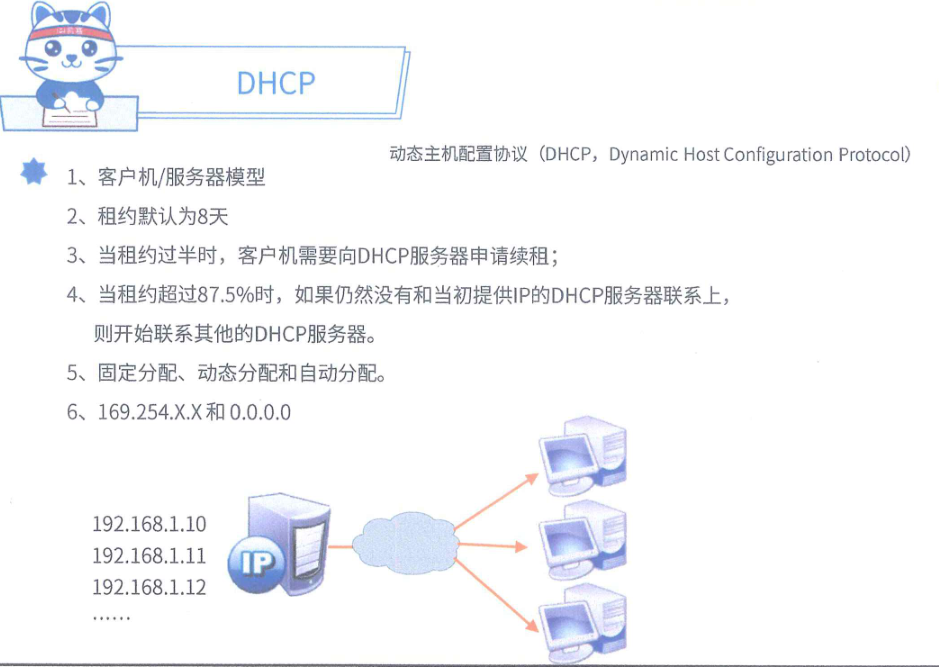 DHCP
动态主机配置协议（DHCP，Dynamic Host Configuration Protocol）
1、客户机/服务器模型
2、租约默认为8天
3、当租约过半时，客户机需要向DHCP服务器申请续租；
4、当租约超过87.5%时，如果仍然没有和当初提供IP的DHCP服务器联系上，
则开始联系其他的DHCP服务器。
5、固定分配、动态分配和自动分配。
6、169.254.X.X 和 0.0.0.0
192.168.1.10
192.168.1.11
IP
192.168.1.12
……